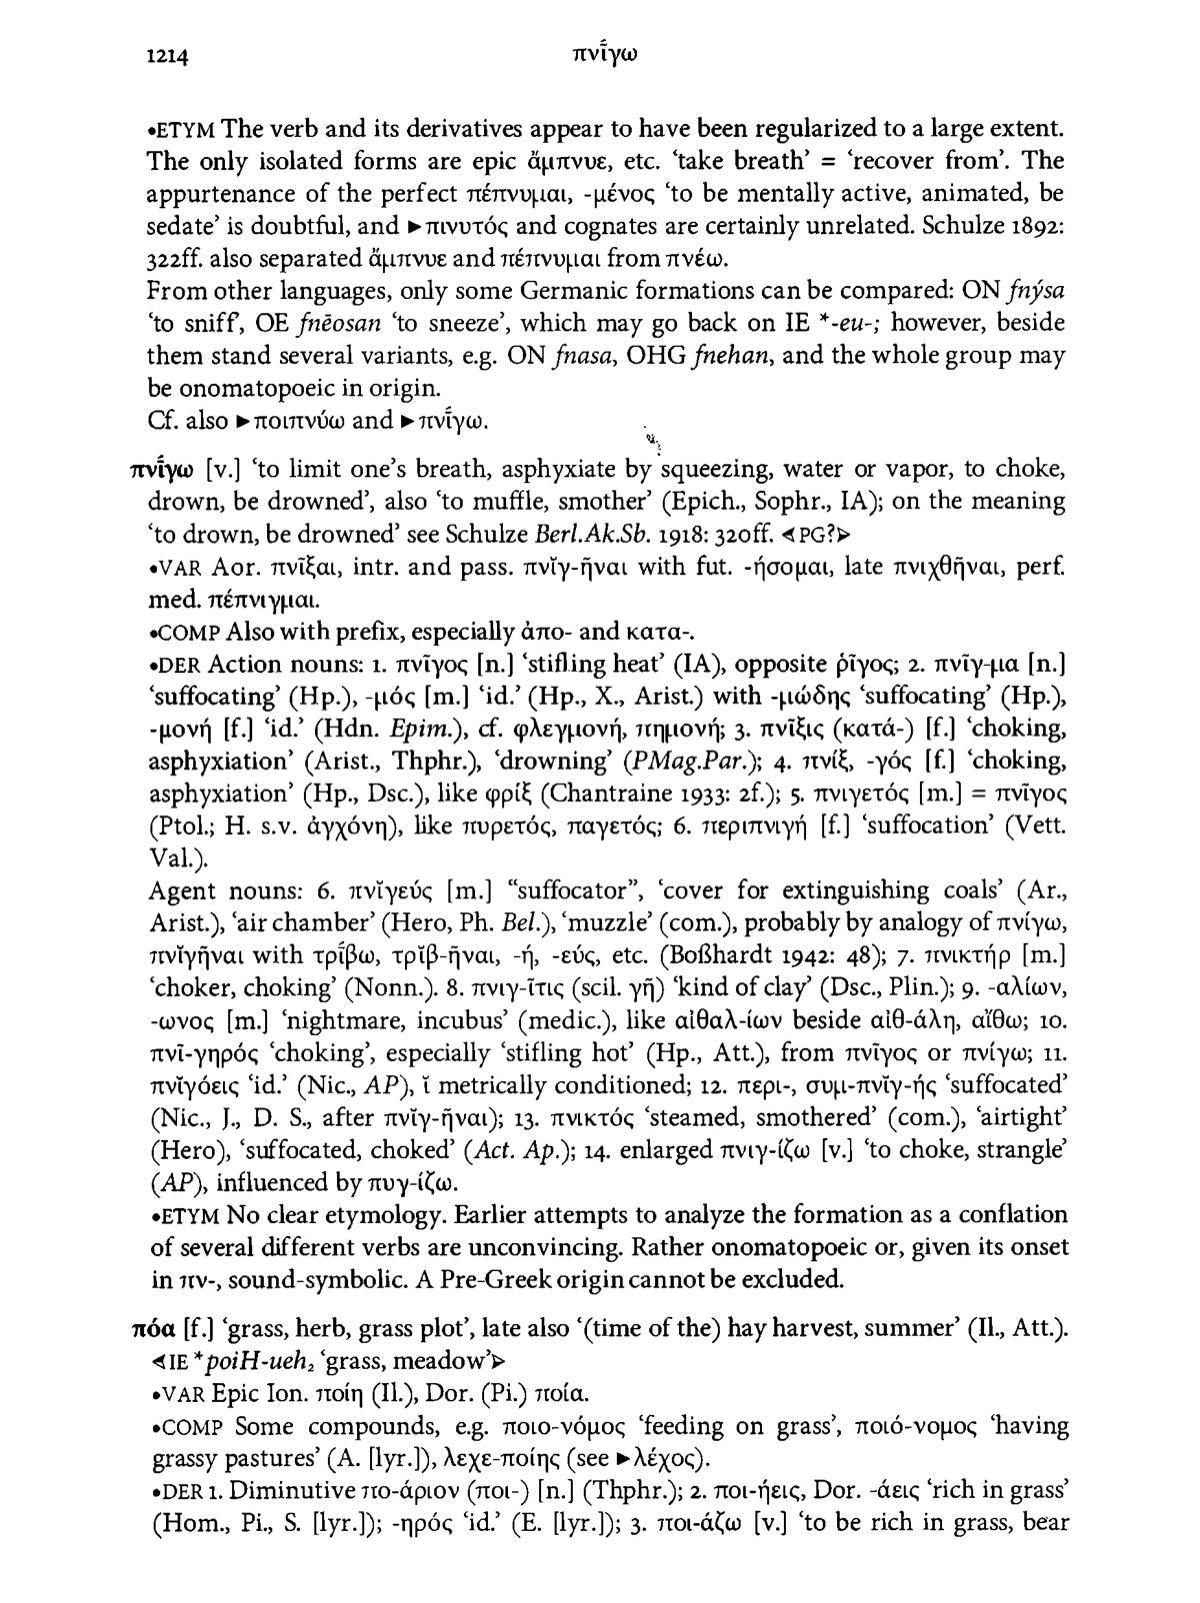 1214
πνί̄γω
•ETYM The verb and its derivatives appear to have been regularized to a large extent.
The only isolated forms are epic ἄμπνυε, etc. ‘take breath’ = ‘recover from’. The
appurtenance of the perfect πέπνυμαι, -μένος ‘to be mentally active, animated, be
sedate’ is doubtful, and ►πινυτός and cognates are certainly unrelated. Schulze 1892:
322ff. also separated ἄμπνυε and πέπνυμαι from πνέω.
From other languages, only some Germanic formations can be compared: ON fnýsa
‘to sniff’, OE fnēosan ‘to sneeze’, which may go back on IE *-eu-; however, beside
them stand several variants, e.g. ON fnasa, OHG fnehan, and the whole group may
be onomatopoeic in origin.
Cf. also ►ποιπνύω and ►πνί̄γω.
πνί̄γω [v.] ‘to limit one’s breath, asphyxiate by squeezing, water or vapor, to choke,
drown, be drowned’, also ‘to muffle, smother’ (Epich., Sophr., IA); on the meaning
‘to drown, be drowned’ see Schulze Berl.Ak.Sb. 1918: 320ff. ⊲PG?⊳
•VAR Aor. πνῖξαι, intr. and pass. πνῐγ-ῆναι with fut. -ήσομαι, late πνιχθῆναι, perf.
med. πέπνιγμαι.
•COMP Also with prefix, especially ἀπο- and κατα-.
•DER Action nouns: 1. πνῖγος [n.] ‘stifling heat’ (IA), opposite ῥῖγος; 2. πνῖγ-μα [n.]
‘suffocating’ (Hp.), -μός [m.] ‘id.’ (Hp., X., Arist.) with -μώδης ‘suffocating’ (Hp.),
-μονή [f.] ‘id.’ (Hdn. Epim.), cf. φλεγμονή, πημονή; 3. πνῖξις (κατά-) [f.] ‘choking,
asphyxiation’ (Arist., Thphr.), ‘drowning’ (PMag.Par.); 4. πνίξ, -γός [f.] ‘choking,
asphyxiation’ (Hp., Dsc.), like φρίξ (Chantraine 1933: 2f.); 5. πνιγετός [m.] = πνῖγος
(Ptol.; H. s.v. ἀγχόνη), like πυρετός, παγετός; 6. περιπνιγή [f.] ‘suffocation’ (Vett.
Val.).
Agent nouns: 6. πνῐγεύς [m.] “suffocator”, ‘cover for extinguishing coals’ (Ar.,
Arist.), ‘air chamber’ (Hero, Ph. Bel.), ‘muzzle’ (com.), probably by analogy of πνίγω,
πνῐγῆναι with τρί̄βω, τρῐβ-ῆναι, -ή, -εύς, etc. (Boßhardt 1942: 48); 7. πνικτήρ [m.]
‘choker, choking’ (Nonn.). 8. πνιγ-ῖτις (scil. γῆ) ‘kind of clay’ (Dsc., Plin.); 9. -αλίων,
-ωνος [m.] ‘nightmare, incubus’ (medic.), like αἰθαλ-ίων beside αἰθ-άλη, αἴθω; 10.
πνῑ-γηρός ‘choking’, especially ‘stifling hot’ (Hp., Att.), from πνῖγος or πνίγω; 11.
πνῐγόεις ‘id.’ (Nic., AP), ῐ metrically conditioned; 12. περι-, συμ-πνῐγ-ής ‘suffocated’
(Nic., J., D. S., after πνῐγ-ῆναι); 13. πνικτός ‘steamed, smothered’ (com.), ‘airtight’
(Hero), ‘suffocated, choked’ (Act. Ap.); 14. enlarged πνιγ-ίζω [v.] ‘to choke, strangle’
(AP), influenced by πυγ-ίζω.
•ETYM No clear etymology. Earlier attempts to analyze the formation as a conflation
of several different verbs are unconvincing. Rather onomatopoeic or, given its onset
in πν-, sound-symbolic. A Pre-Greek origin cannot be excluded.
πόα [f.] ‘grass, herb, grass plot’, late also ‘(time of the) hay harvest, summer’ (Il., Att.).
⊲IE *poiH-ueh₂ ‘grass, meadow’⊳
•VAR Epic Ion. ποίη (Il.), Dor. (Pi.) ποία.
•COMP Some compounds, e.g. ποιο-νόμος ‘feeding on grass’, ποιό-νομος ‘having
grassy pastures’ (A. [lyr.]), λεχε-ποίης (see ►λέχος).
•DER 1. Diminutive πο-άριον (ποι-) [n.] (Thphr.); 2. ποι-ήεις, Dor. -άεις ‘rich in grass’
(Hom., Pi., S. [lyr.]); -ηρός ‘id.’ (E. [lyr.]); 3. ποι-άζω [v.] ‘to be rich in grass, bear